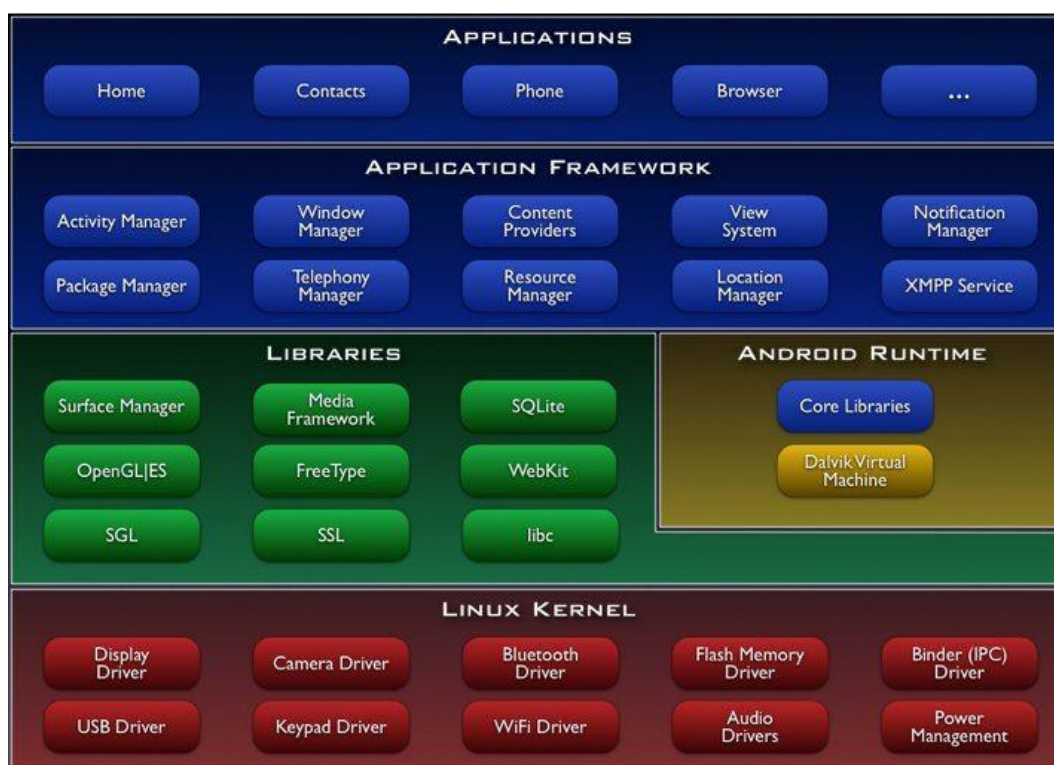 APPLICATIONS
Home
Contacts
Phone
Browser
...
APPLICATION FRAMEWORK
Activity Manager
Window
Manager
Content
Providers
View
System
Notification
Manager
Package Manager
Telephony
Manager
Resource
Manager
Location
Manager
XMPP Service
LIBRARIES
Surface Manager
Media
Framework
SQLite
OpenGL|ES
FreeType
WebKit
SGL
SSL
libc
ANDROID RUNTIME
Core Libraries
Dalvik Virtual
Machine
LINUX KERNEL
Display
Driver
Camera Driver
Bluetooth
Driver
Flash Memory
Driver
Binder (IPC)
Driver
USB Driver
Keypad Driver
WiFi Driver
Audio
Drivers
Power
Management